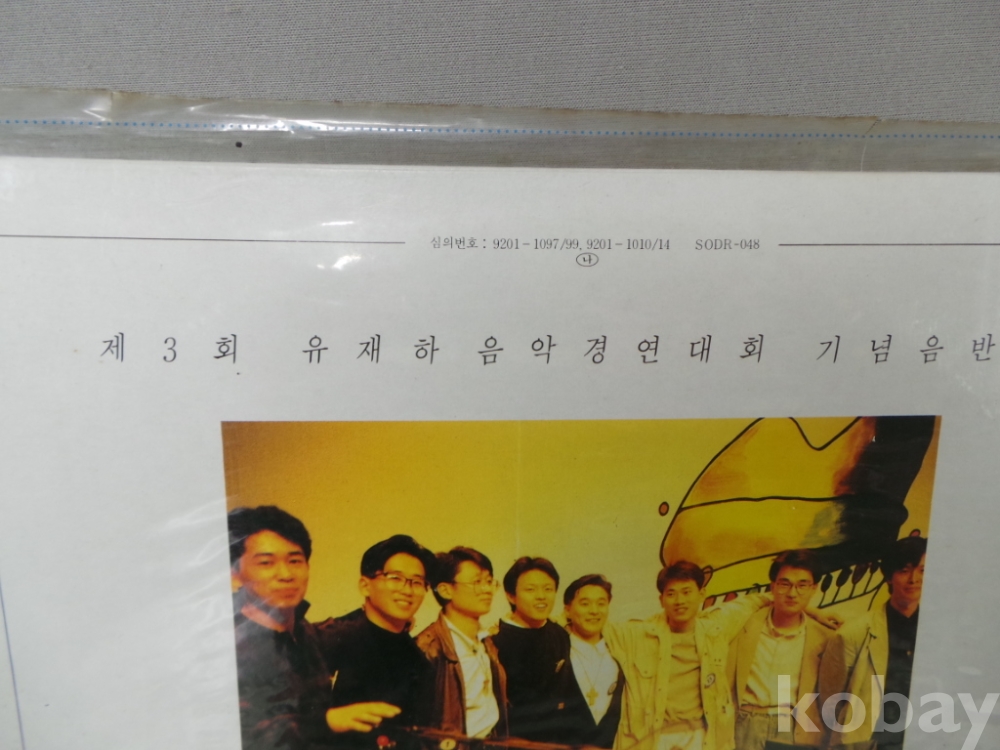 심의번호 : 9201-1097/99, 9201-1010/14 SODR-048
나
제 3 회 유 재 하 음 악 경 연 대 회 기 념 음 반
kobay